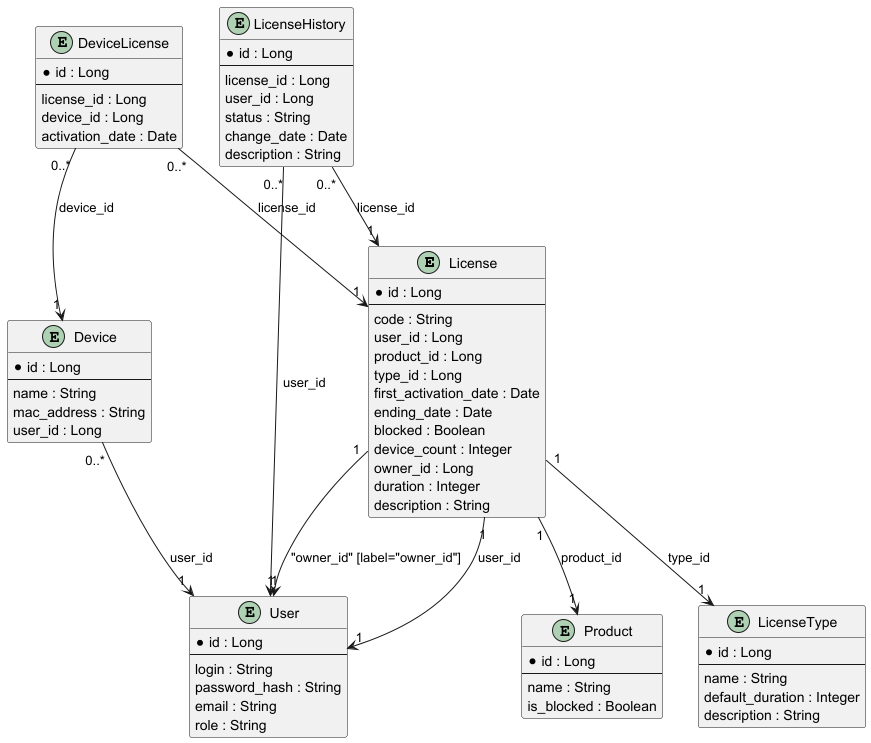 E DeviceLicense
* id : Long
license_id : Long
device_id : Long
activation_date : Date
E LicenseHistory
* id : Long
license_id : Long
user_id : Long
status : String
change_date : Date
description : String
0..*
0..*
0..*
0..*
device_id
license_id
license_id
1
1
1
E License
* id : Long
code : String
user_id : Long
product_id : Long
type_id : Long
first_activation_date : Date
ending_date : Date
blocked : Boolean
device_count : Integer
owner_id : Long
duration : Integer
description : String
E Device
* id : Long
name : String
mac_address : String
user_id : Long
user_id
0..*
1
1
1
1
user_id
"owner_id" [label="owner_id"]
user_id
product_id
type_id
1
1
1
1
1
1
E User
* id : Long
login : String
password_hash : String
email : String
role : String
E Product
* id : Long
name : String
is_blocked : Boolean
E LicenseType
* id : Long
name : String
default_duration : Integer
description : String